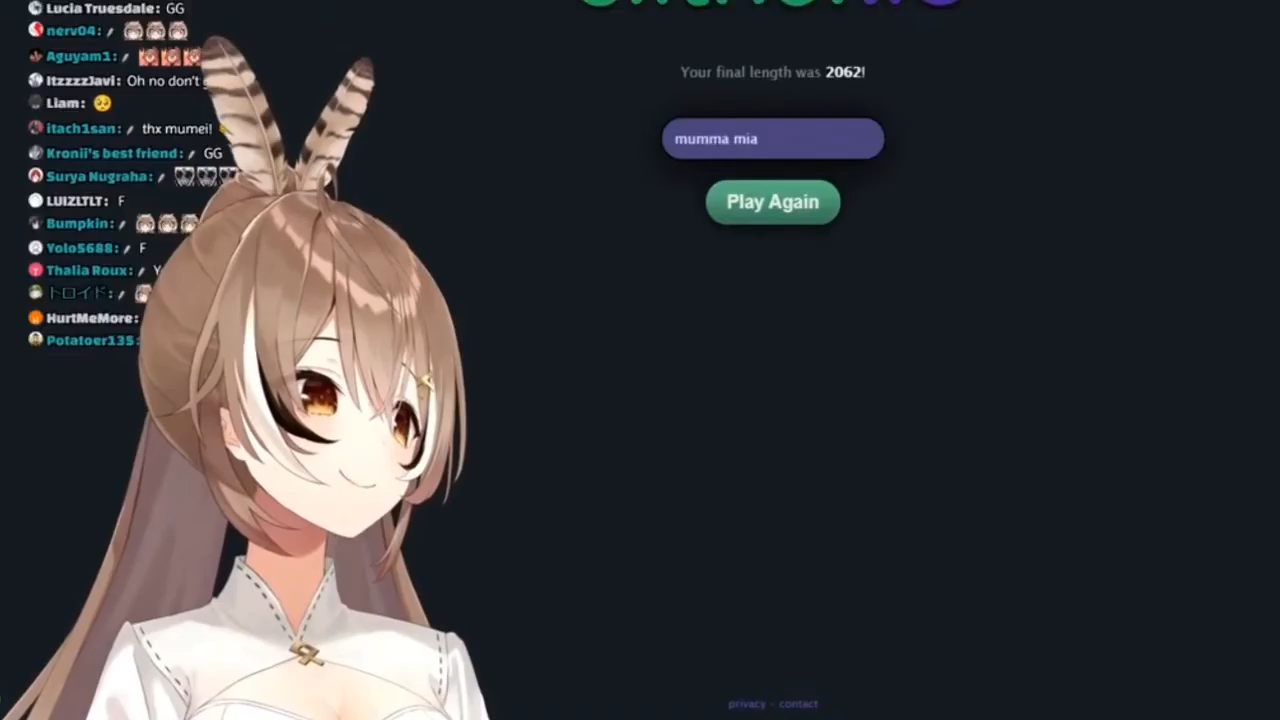 Lucia Truesdale: GG
nerv04:
Aguyam1:
ItzzzzJavi: Oh no don't
Liam:
itach1san: thx mumei!
Kronii's best friend: GG
Surya Nugraha:
LUIZLTLT: F
Bumpkin:
Yolo5688: F
Thalia Roux: Y
トロイド:
HurtMeMore:
Potatoer135:
Your final length was 2062!
mumma mia
Play Again
privacy - contact